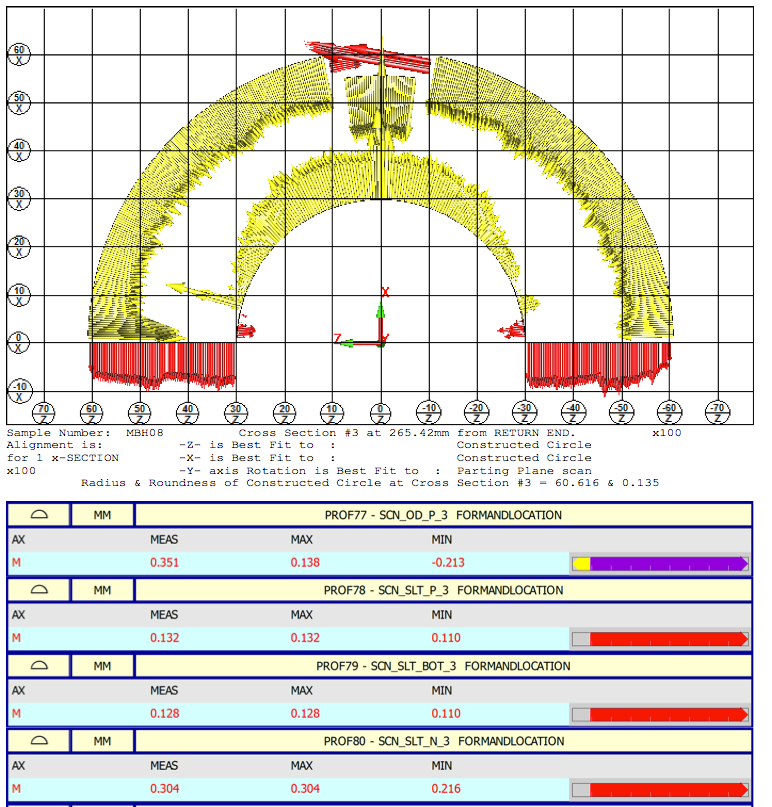 60 X
50 X
40 X
30 X
20 X
10 X
0 X
-10 X
X
Z
Y
70 Z 60 Z 50 Z 40 Z 30 Z 20 Z 10 Z 0 Z -10 Z -20 Z -30 Z -40 Z -50 Z -60 Z -70 Z
Sample Number: MBH08 Cross Section #3 at 265.42mm from RETURN END. x100
Alignment is: -Z- is Best Fit to : Constructed Circle
for 1 x-SECTION -X- is Best Fit to : Constructed Circle
x100 -Y- axis Rotation is Best Fit to : Parting Plane scan
Radius & Roundness of Constructed Circle at Cross Section #3 = 60.616 & 0.135
MM PROF77 - SCN_OD_P_3 FORMANDLOCATION
AX MEAS MAX MIN
M 0.351 0.138 -0.213
MM PROF78 - SCN_SLT_P_3 FORMANDLOCATION
AX MEAS MAX MIN
M 0.132 0.132 0.110
MM PROF79 - SCN_SLT_BOT_3 FORMANDLOCATION
AX MEAS MAX MIN
M 0.128 0.128 0.110
MM PROF80 - SCN_SLT_N_3 FORMANDLOCATION
AX MEAS MAX MIN
M 0.304 0.304 0.216